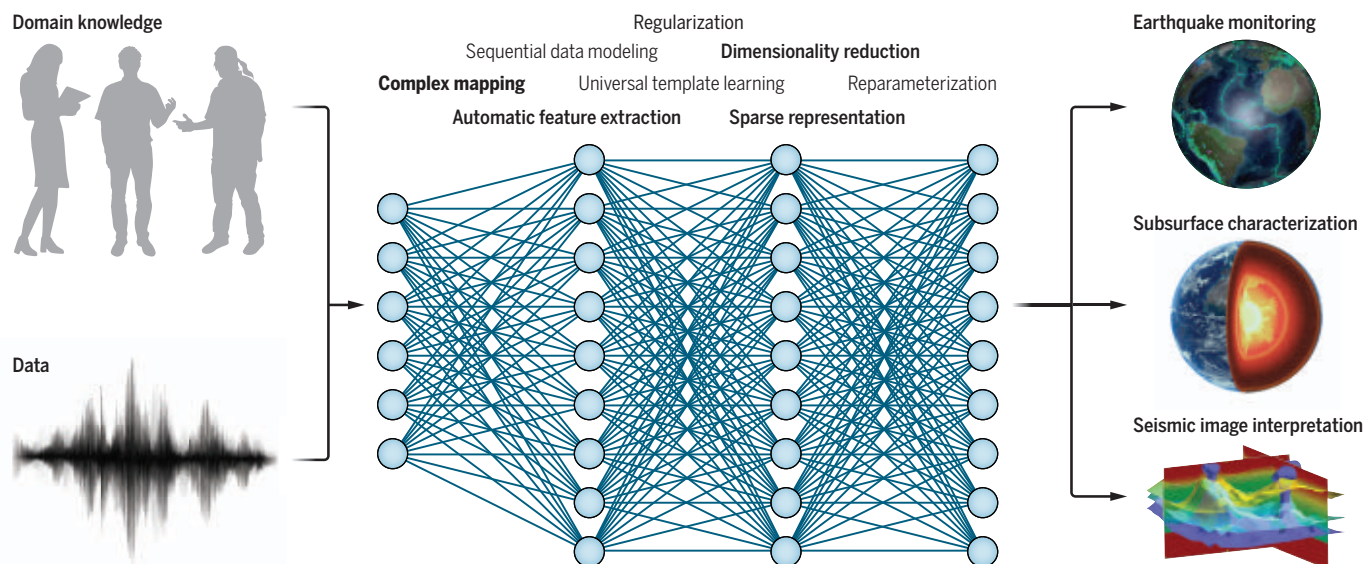 Domain knowledge
Regularization
Sequential data modeling
Dimensionality reduction
Complex mapping
Universal template learning
Reparameterization
Automatic feature extraction
Sparse representation
Data
Earthquake monitoring
Subsurface characterization
Seismic image interpretation